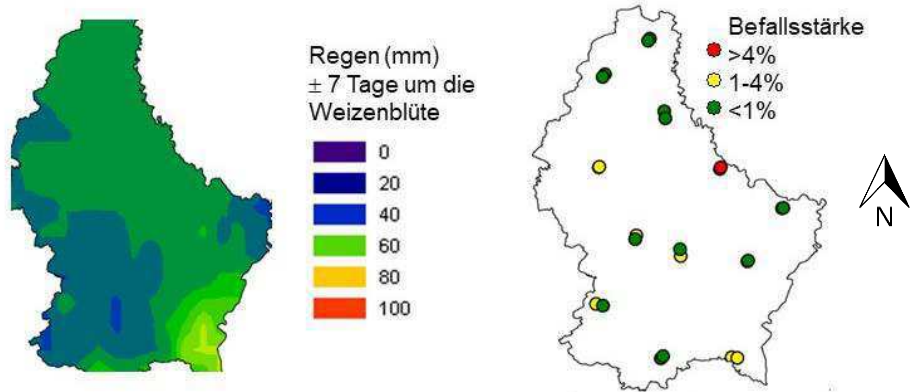 Regen (mm)
± 7 Tage um die
Weizenblüte
0
20
40
60
80
100
Befallsstärke
>4%
1-4%
<1%
N